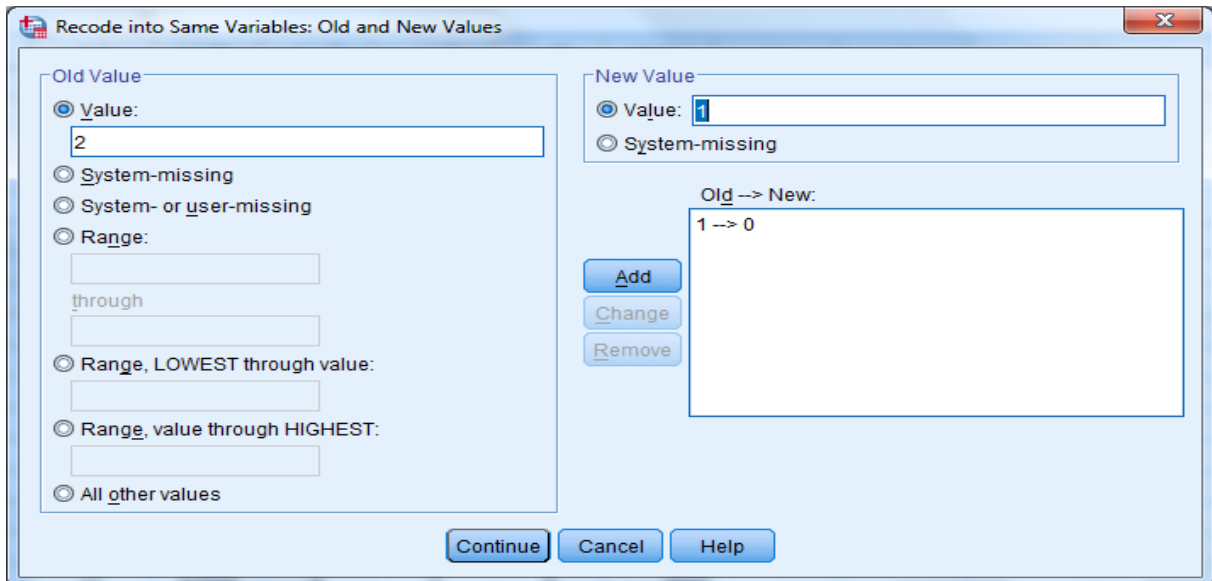 Recode into Same Variables: Old and New Values
Old Value
Value:
2
System-missing
System- or user-missing
Range:
through
Range, LOWEST through value:
Range, value through HIGHEST:
All other values
New Value
Value: 1
System-missing
Old --> New:
1 --> 0
Add
Change
Remove
Continue Cancel Help